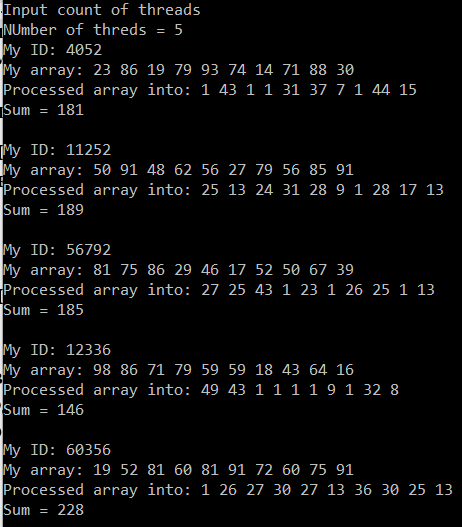 Input count of threads
NUmber of threds = 5
My ID: 4052
My array: 23 86 19 79 93 74 14 71 88 30
Processed array into: 1 43 1 1 31 37 7 1 44 15
Sum = 181
My ID: 11252
My array: 50 91 48 62 56 27 79 56 85 91
Processed array into: 25 13 24 31 28 9 1 28 17 13
Sum = 189
My ID: 56792
My array: 81 75 86 29 46 17 52 50 67 39
Processed array into: 27 25 43 1 23 1 26 25 1 13
Sum = 185
My ID: 12336
My array: 98 86 71 79 59 59 18 43 64 16
Processed array into: 49 43 1 1 1 1 9 1 32 8
Sum = 146
My ID: 60356
My array: 19 52 81 60 81 91 72 60 75 91
Processed array into: 1 26 27 30 27 13 36 30 25 13
Sum = 228